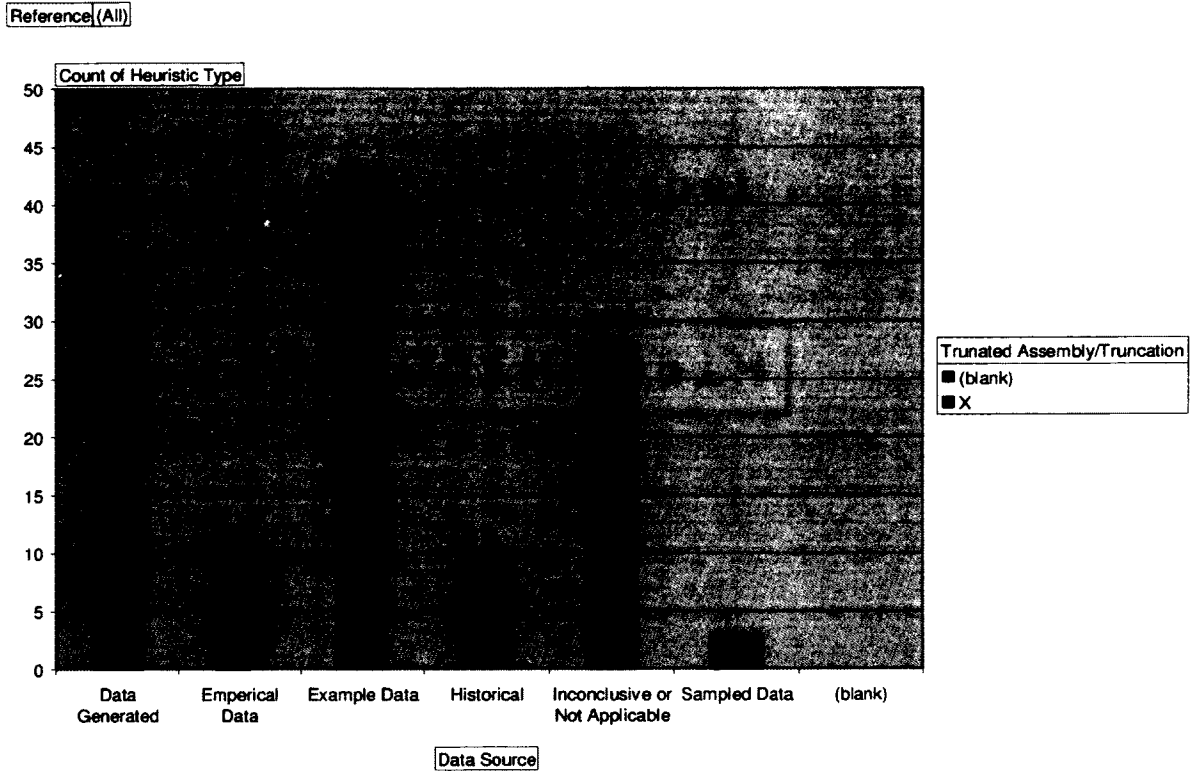 Reference (All)
Count of Heuristic Type
50
45
40
35
30
25
20
15
10
5
0
Trunated Assembly/Truncation
(blank)
X
Data Generated
Emperical Data
Example Data
Historical
Inconclusive or Not Applicable
Sampled Data
(blank)
Data Source